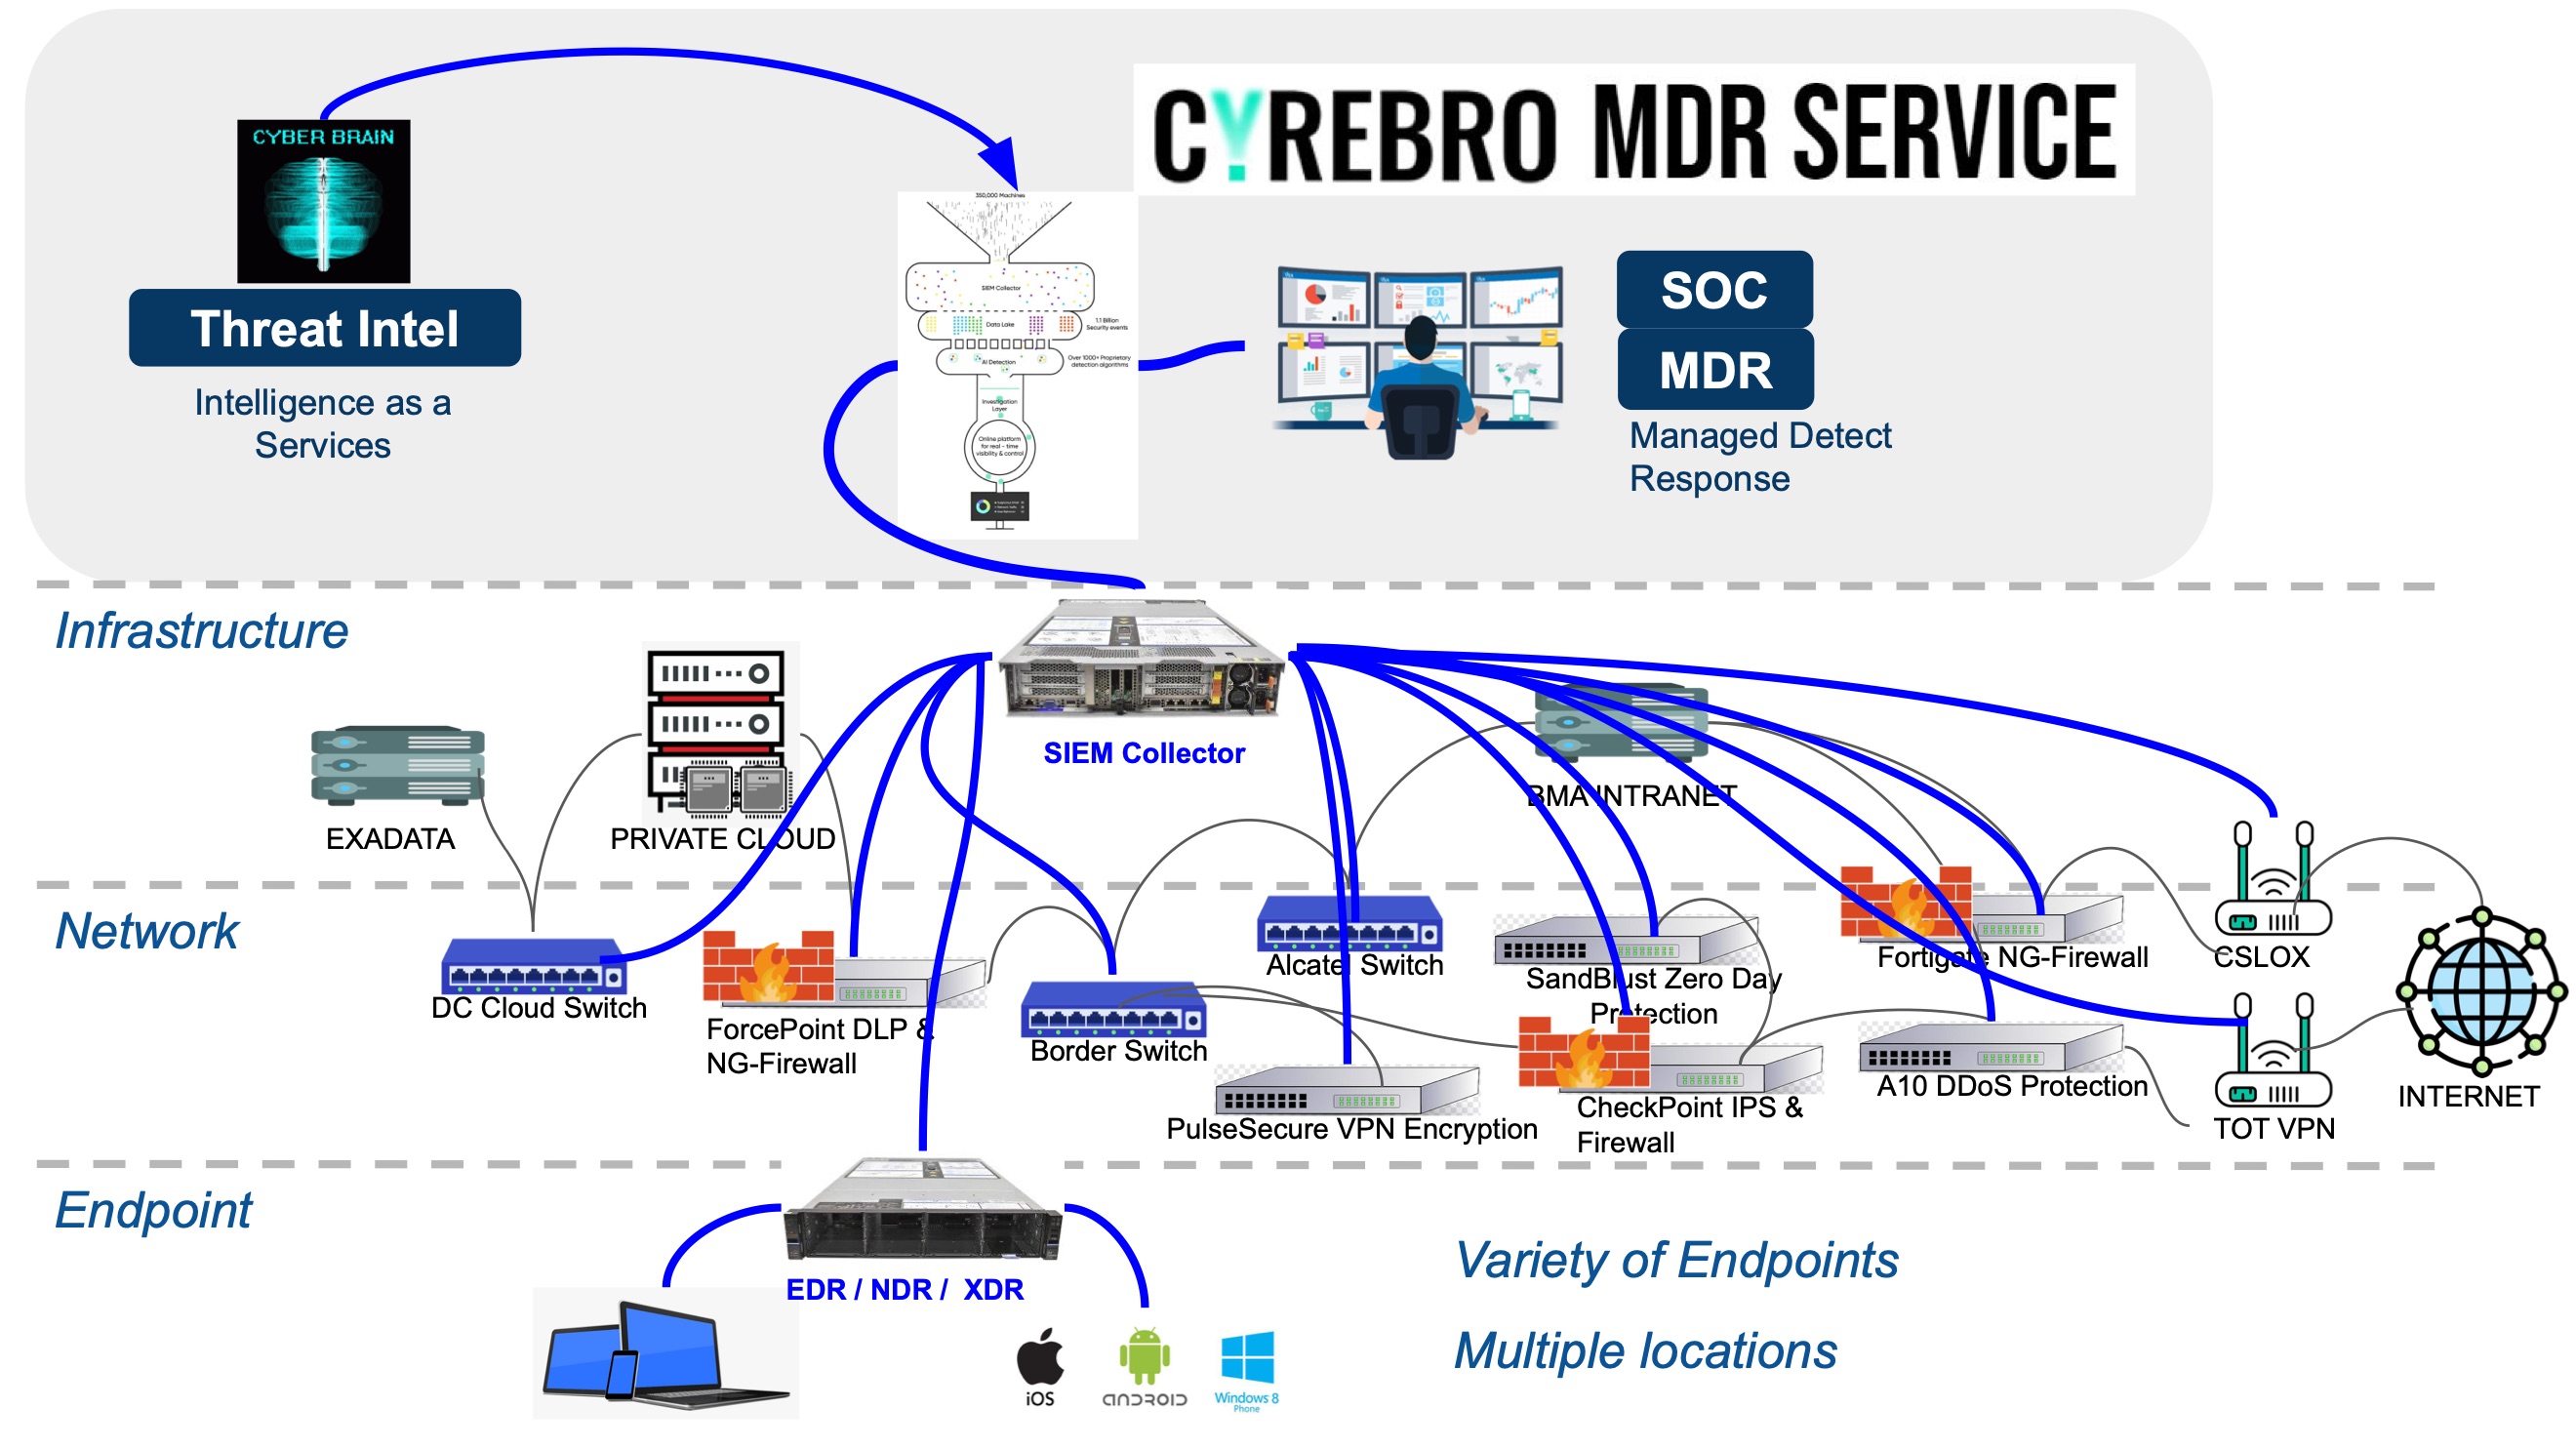 CYREBRO MDR SERVICE
CYBER BRAIN
Threat Intel
Intelligence as a
Services
350,000 Machines
SIEM Collector
Data Lake
1.1 Billion
Security events
AI Detection
Over 1000+ Proprietary
detection algorithms
Investigation
Layer
Online platform
for real - time
visibility & control
SOC
MDR
Managed Detect
Response
Infrastructure
SIEM Collector
EXADATA
PRIVATE CLOUD
BMA INTRANET
Network
DC Cloud Switch
ForcePoint DLP &
NG-Firewall
Border Switch
Alcatel Switch
PulseSecure VPN Encryption
SandBlust Zero Day
Protection
CheckPoint IPS &
Firewall
Fortigate NG-Firewall
A10 DDoS Protection
CSLOX
TOT VPN
INTERNET
Endpoint
EDR / NDR / XDR
iOS
ANDROID
Windows 8
Phone
Variety of Endpoints
Multiple locations